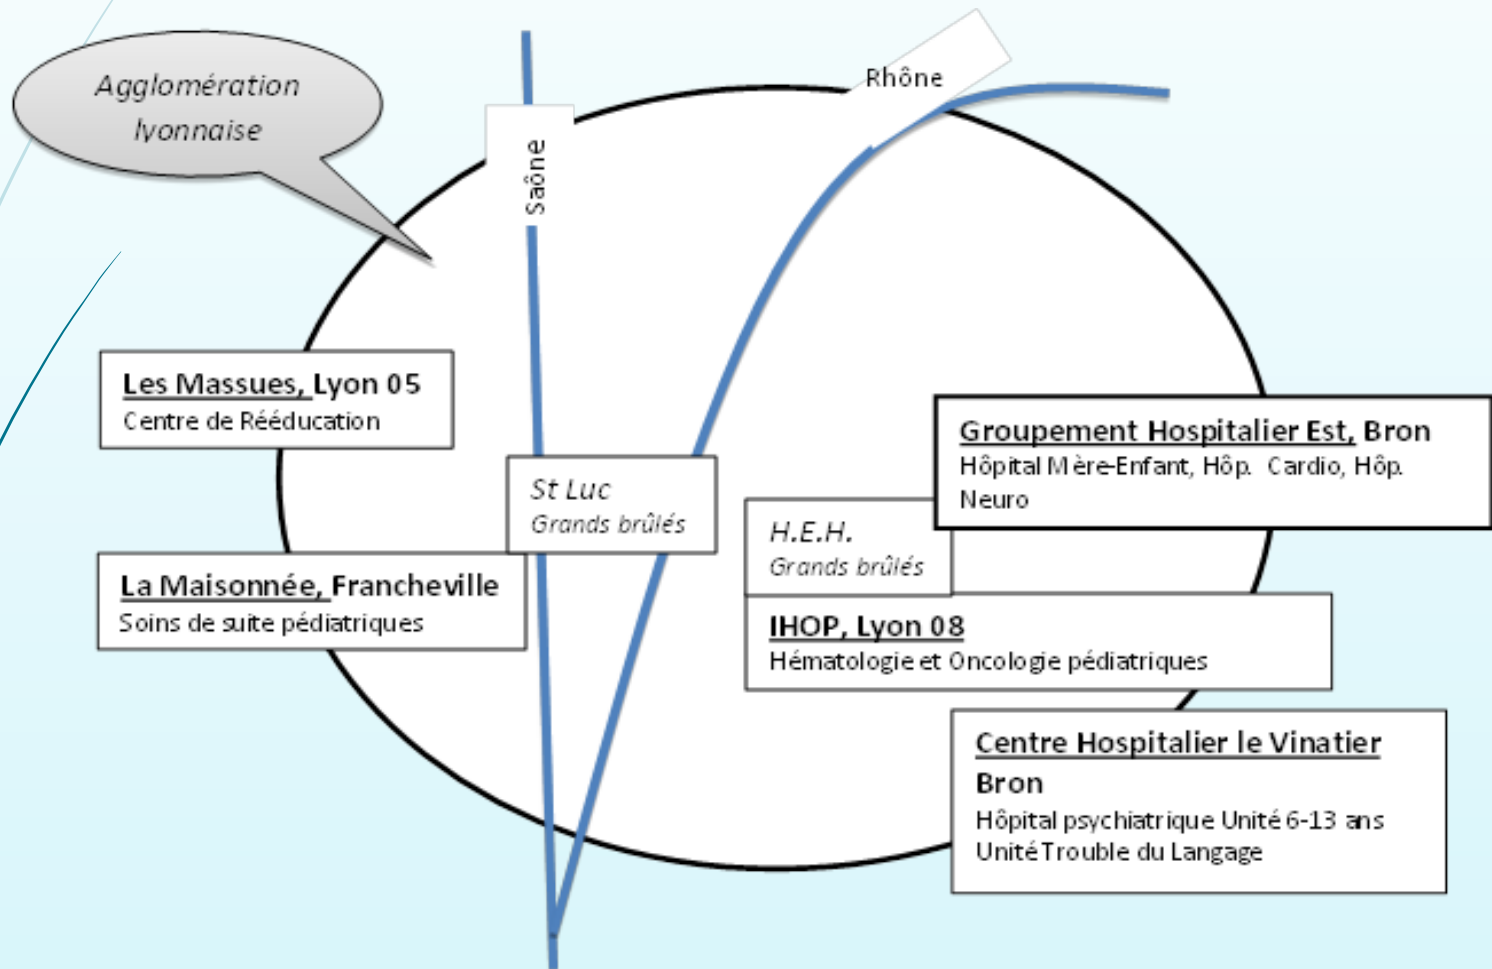 Agglomération
lyonnaise
Rhône
Saône
Les Massues, Lyon 05
Centre de Rééducation
Groupement Hospitalier Est, Bron
Hôpital Mère-Enfant, Hôp. Cardio, Hôp.
Neuro
St Luc
Grands brûlés
H.E.H.
Grands brûlés
La Maisonnée, Francheville
Soins de suite pédiatriques
IHOP, Lyon 08
Hématologie et Oncologie pédiatriques
Centre Hospitalier le Vinatier
Bron
Hôpital psychiatrique Unité 6-13 ans
Unité Trouble du Langage